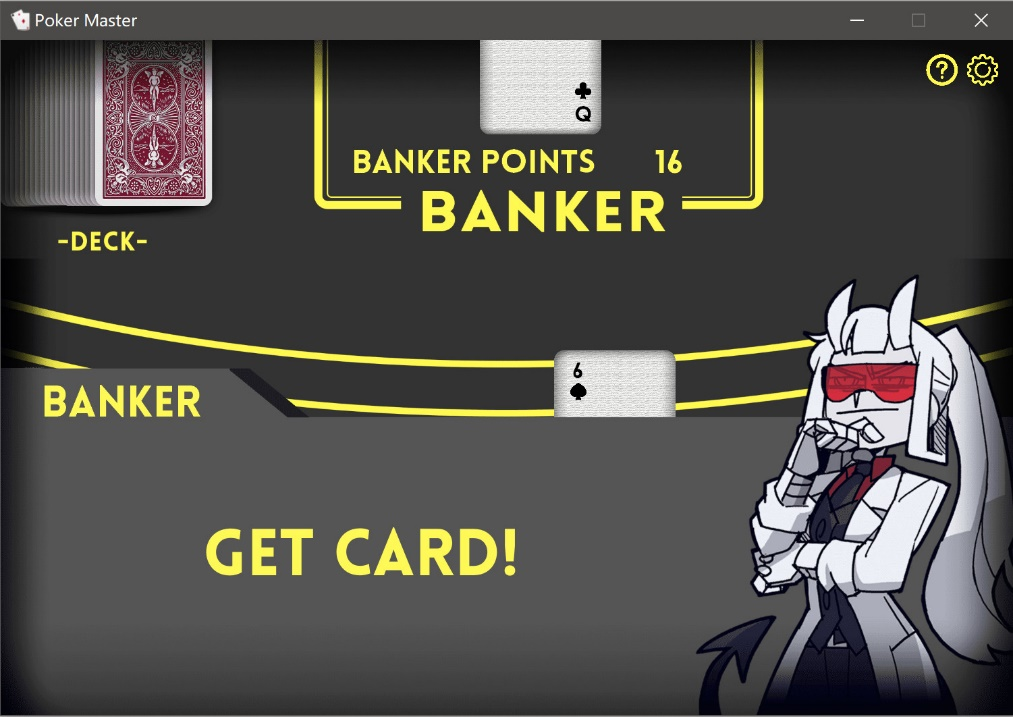 Poker Master
Q
BANKER POINTS 16
BANKER
-DECK-
6
BANKER
GET CARD!